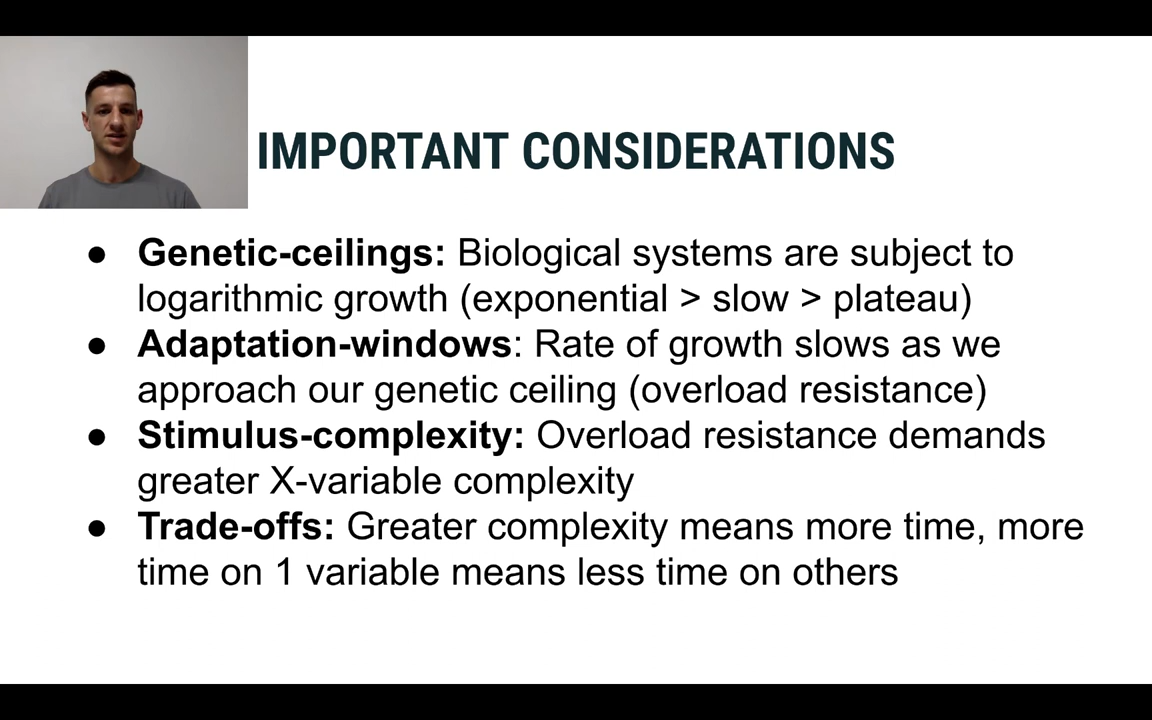 IMPORTANT CONSIDERATIONS
● Genetic-ceilings: Biological systems are subject to
logarithmic growth (exponential > slow > plateau)
● Adaptation-windows: Rate of growth slows as we
approach our genetic ceiling (overload resistance)
● Stimulus-complexity: Overload resistance demands
greater X-variable complexity
● Trade-offs: Greater complexity means more time, more
time on 1 variable means less time on others